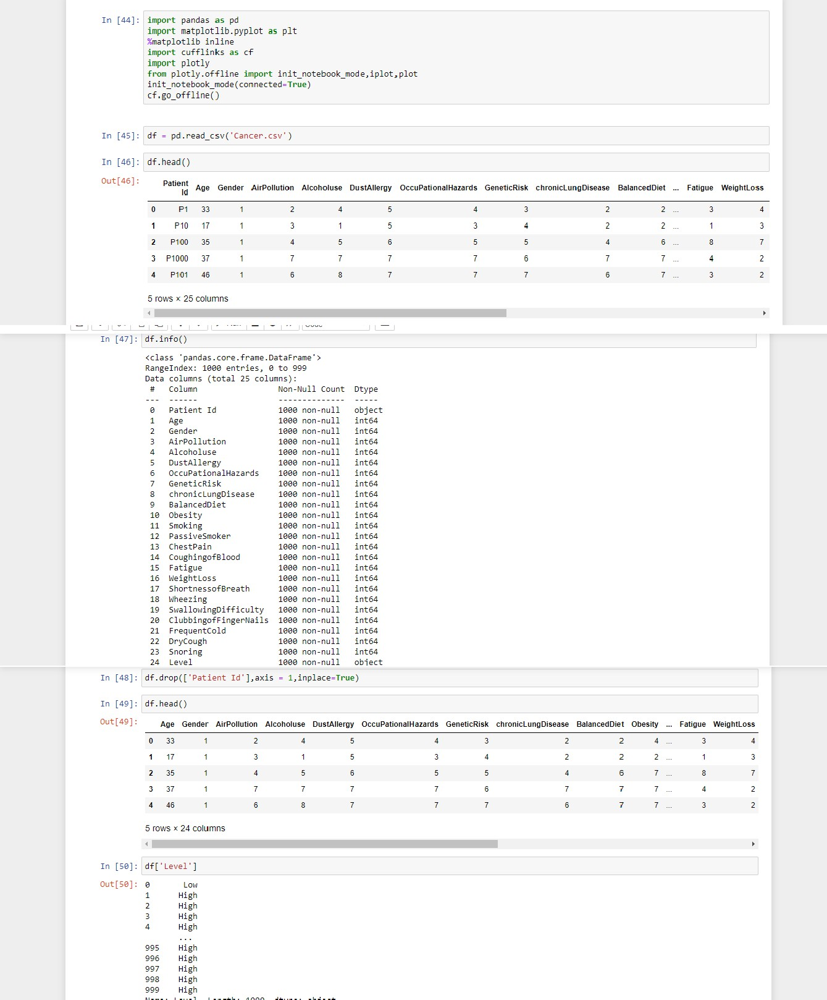 In [44]: import pandas as pd
import matplotlib.pyplot as plt
%matplotlib inline
import cufflinks as cf
import plotly
from plotly.offline import init_notebook_mode,iplot,plot
init_notebook_mode(connected=True)
cf.go_offline()
In [45]: df = pd.read_csv('Cancer.csv')
In [46]: df.head()
Out[46]:
Patient Id Age Gender AirPollution Alcoholuse DustAllergy OccuPationalHazards GeneticRisk chronicLungDisease BalancedDiet ... Fatigue WeightLoss
0 P1 33 1 2 4 5 4 3 2 2 ... 3 4
1 P10 17 1 3 1 5 3 4 2 2 ... 1 3
2 P100 35 1 4 5 6 5 5 4 6 ... 8 7
3 P1000 37 1 7 7 7 7 6 7 7 ... 4 2
4 P101 46 1 6 8 7 7 7 6 7 ... 3 2
5 rows × 25 columns
In [47]: df.info()
<class 'pandas.core.frame.DataFrame'>
RangeIndex: 1000 entries, 0 to 999
Data columns (total 25 columns):
# Column Non-Null Count Dtype
--- ------ -------------- -----
0 Patient Id 1000 non-null object
1 Age 1000 non-null int64
2 Gender 1000 non-null int64
3 AirPollution 1000 non-null int64
4 Alcoholuse 1000 non-null int64
5 DustAllergy 1000 non-null int64
6 OccuPationalHazards 1000 non-null int64
7 GeneticRisk 1000 non-null int64
8 chronicLungDisease 1000 non-null int64
9 BalancedDiet 1000 non-null int64
10 Obesity 1000 non-null int64
11 Smoking 1000 non-null int64
12 PassiveSmoker 1000 non-null int64
13 ChestPain 1000 non-null int64
14 CoughingofBlood 1000 non-null int64
15 Fatigue 1000 non-null int64
16 WeightLoss 1000 non-null int64
17 ShortnessofBreath 1000 non-null int64
18 Wheezing 1000 non-null int64
19 SwallowingDifficulty 1000 non-null int64
20 ClubbingofFingerNails 1000 non-null int64
21 FrequentCold 1000 non-null int64
22 DryCough 1000 non-null int64
23 Snoring 1000 non-null int64
24 Level 1000 non-null object
In [48]: df.drop(['Patient Id'],axis = 1,inplace=True)
In [49]: df.head()
Out[49]:
Age Gender AirPollution Alcoholuse DustAllergy OccuPationalHazards GeneticRisk chronicLungDisease BalancedDiet Obesity ... Fatigue WeightLoss
0 33 1 2 4 5 4 3 2 2 4 ... 3 4
1 17 1 3 1 5 3 4 2 2 2 ... 1 3
2 35 1 4 5 6 5 5 4 6 7 ... 8 7
3 37 1 7 7 7 7 6 7 7 7 ... 4 2
4 46 1 6 8 7 7 7 6 7 7 ... 3 2
5 rows × 24 columns
In [50]: df['Level']
Out[50]: 0 Low
1 High
2 High
3 High
4 High
...
995 High
996 High
997 High
998 High
999 High